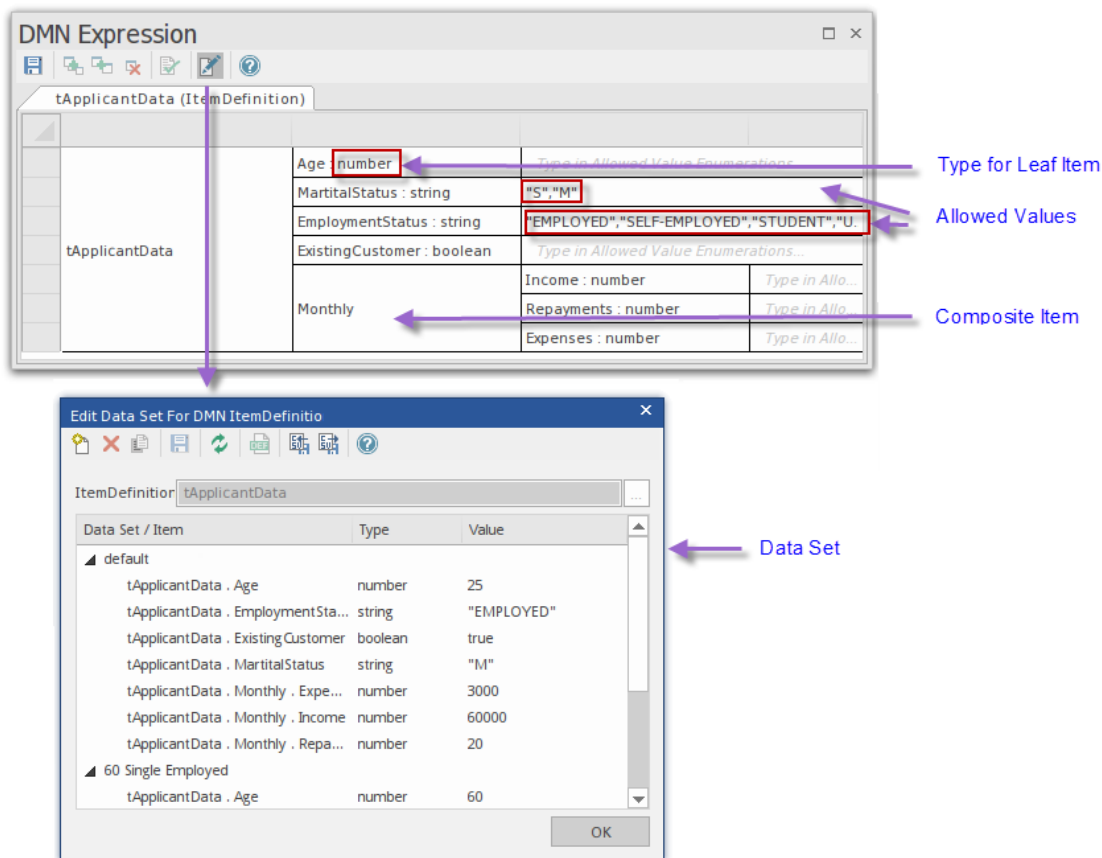 DMN Expression
tApplicantData (ItemDefinition)
Age : number Type in Allowed Value Enumerations...
Type for Leaf Item
MartitalStatus : string "S","M"
Allowed Values
EmploymentStatus : string "EMPLOYED","SELF-EMPLOYED","STUDENT","U.
tApplicantData
ExistingCustomer : boolean Type in Allowed Value Enumerations...
Monthly
Income : number Type in Allo...
Repayments : number Type in Allo...
Composite Item
Expenses : number Type in Allo...
Edit Data Set For DMN ItemDefinitio
ItemDefinition tApplicantData ...
Data Set / Item Type Value
Data Set
default
tApplicantData . Age number 25
tApplicantData . EmploymentSta... string "EMPLOYED"
tApplicantData . ExistingCustomer boolean true
tApplicantData . MartitalStatus string "M"
tApplicantData . Monthly . Expe... number 3000
tApplicantData . Monthly . Income number 60000
tApplicantData . Monthly . Repa... number 20
60 Single Employed
tApplicantData . Age number 60
OK